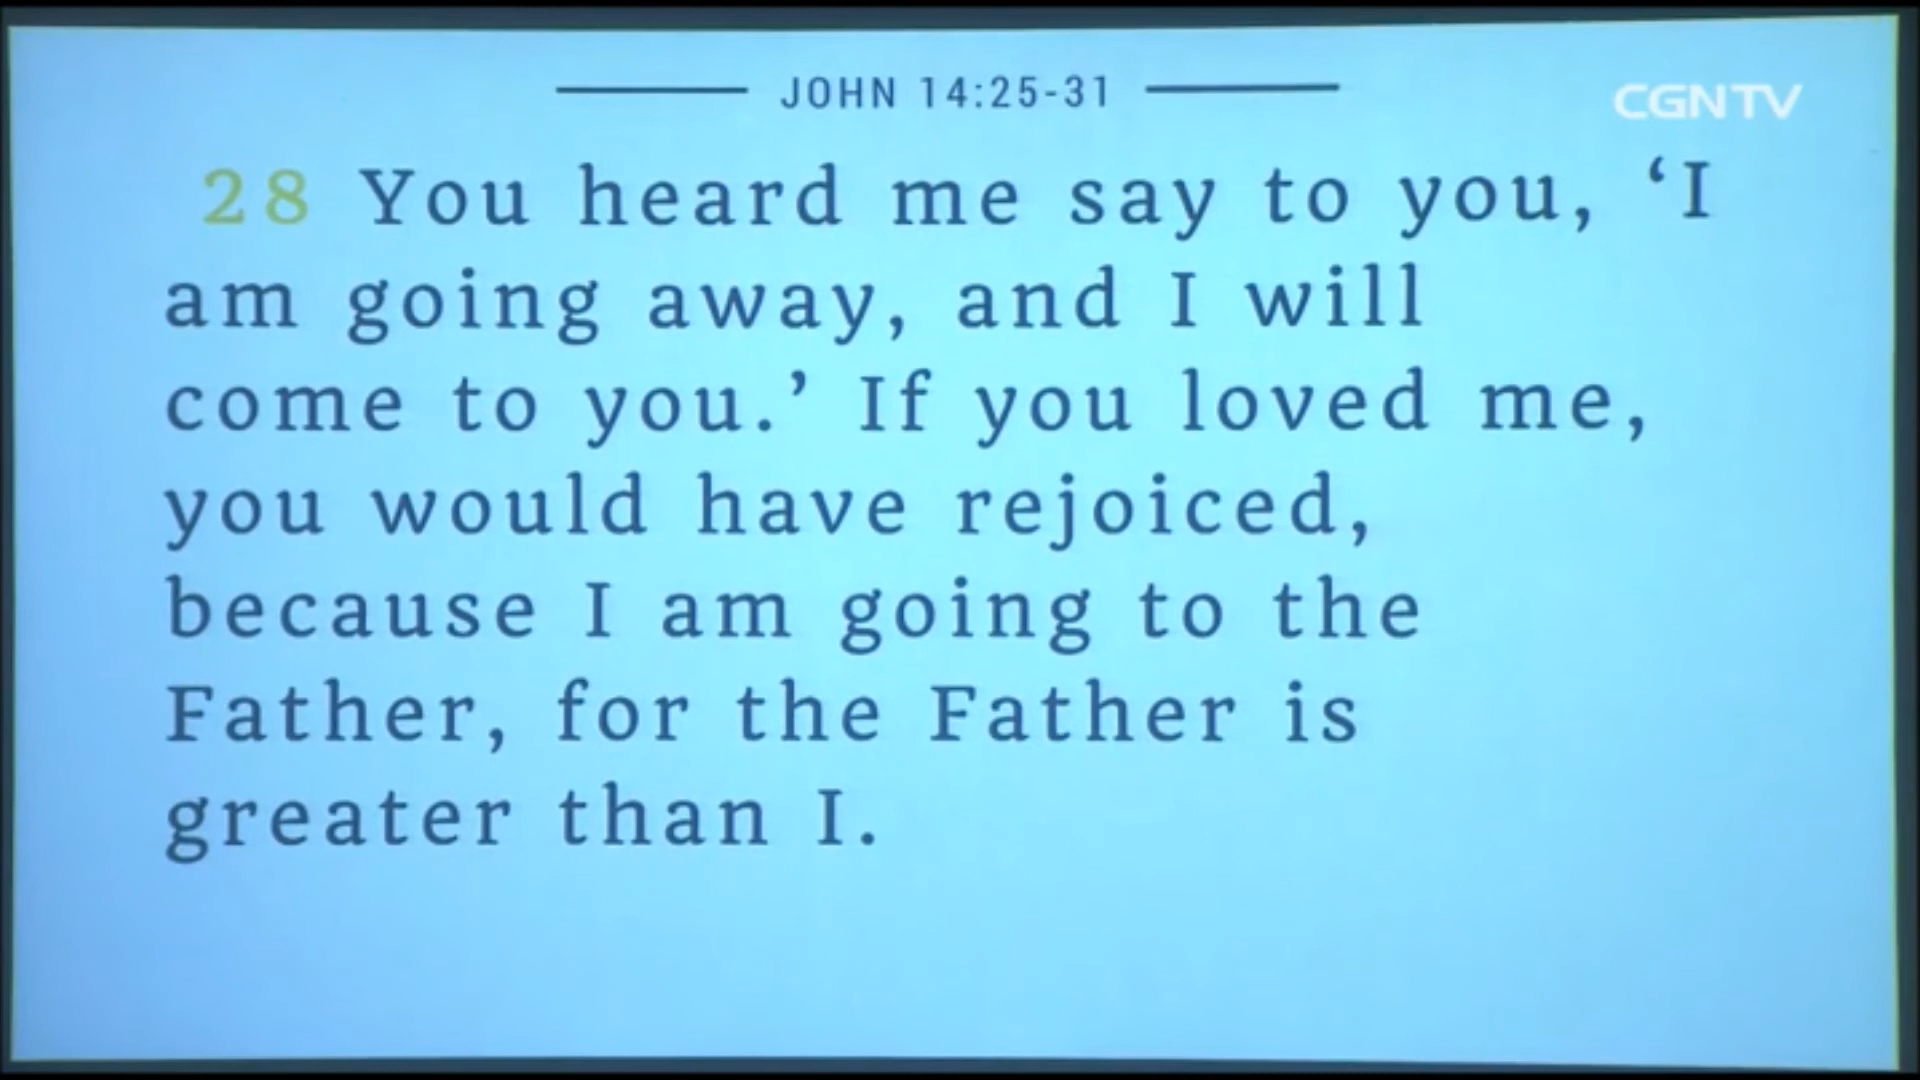 JOHN 14:25-31
CGNTV
28 You heard me say to you, ‘I
am going away, and I will
come to you.’ If you loved me,
you would have rejoiced,
because I am going to the
Father, for the Father is
greater than I.